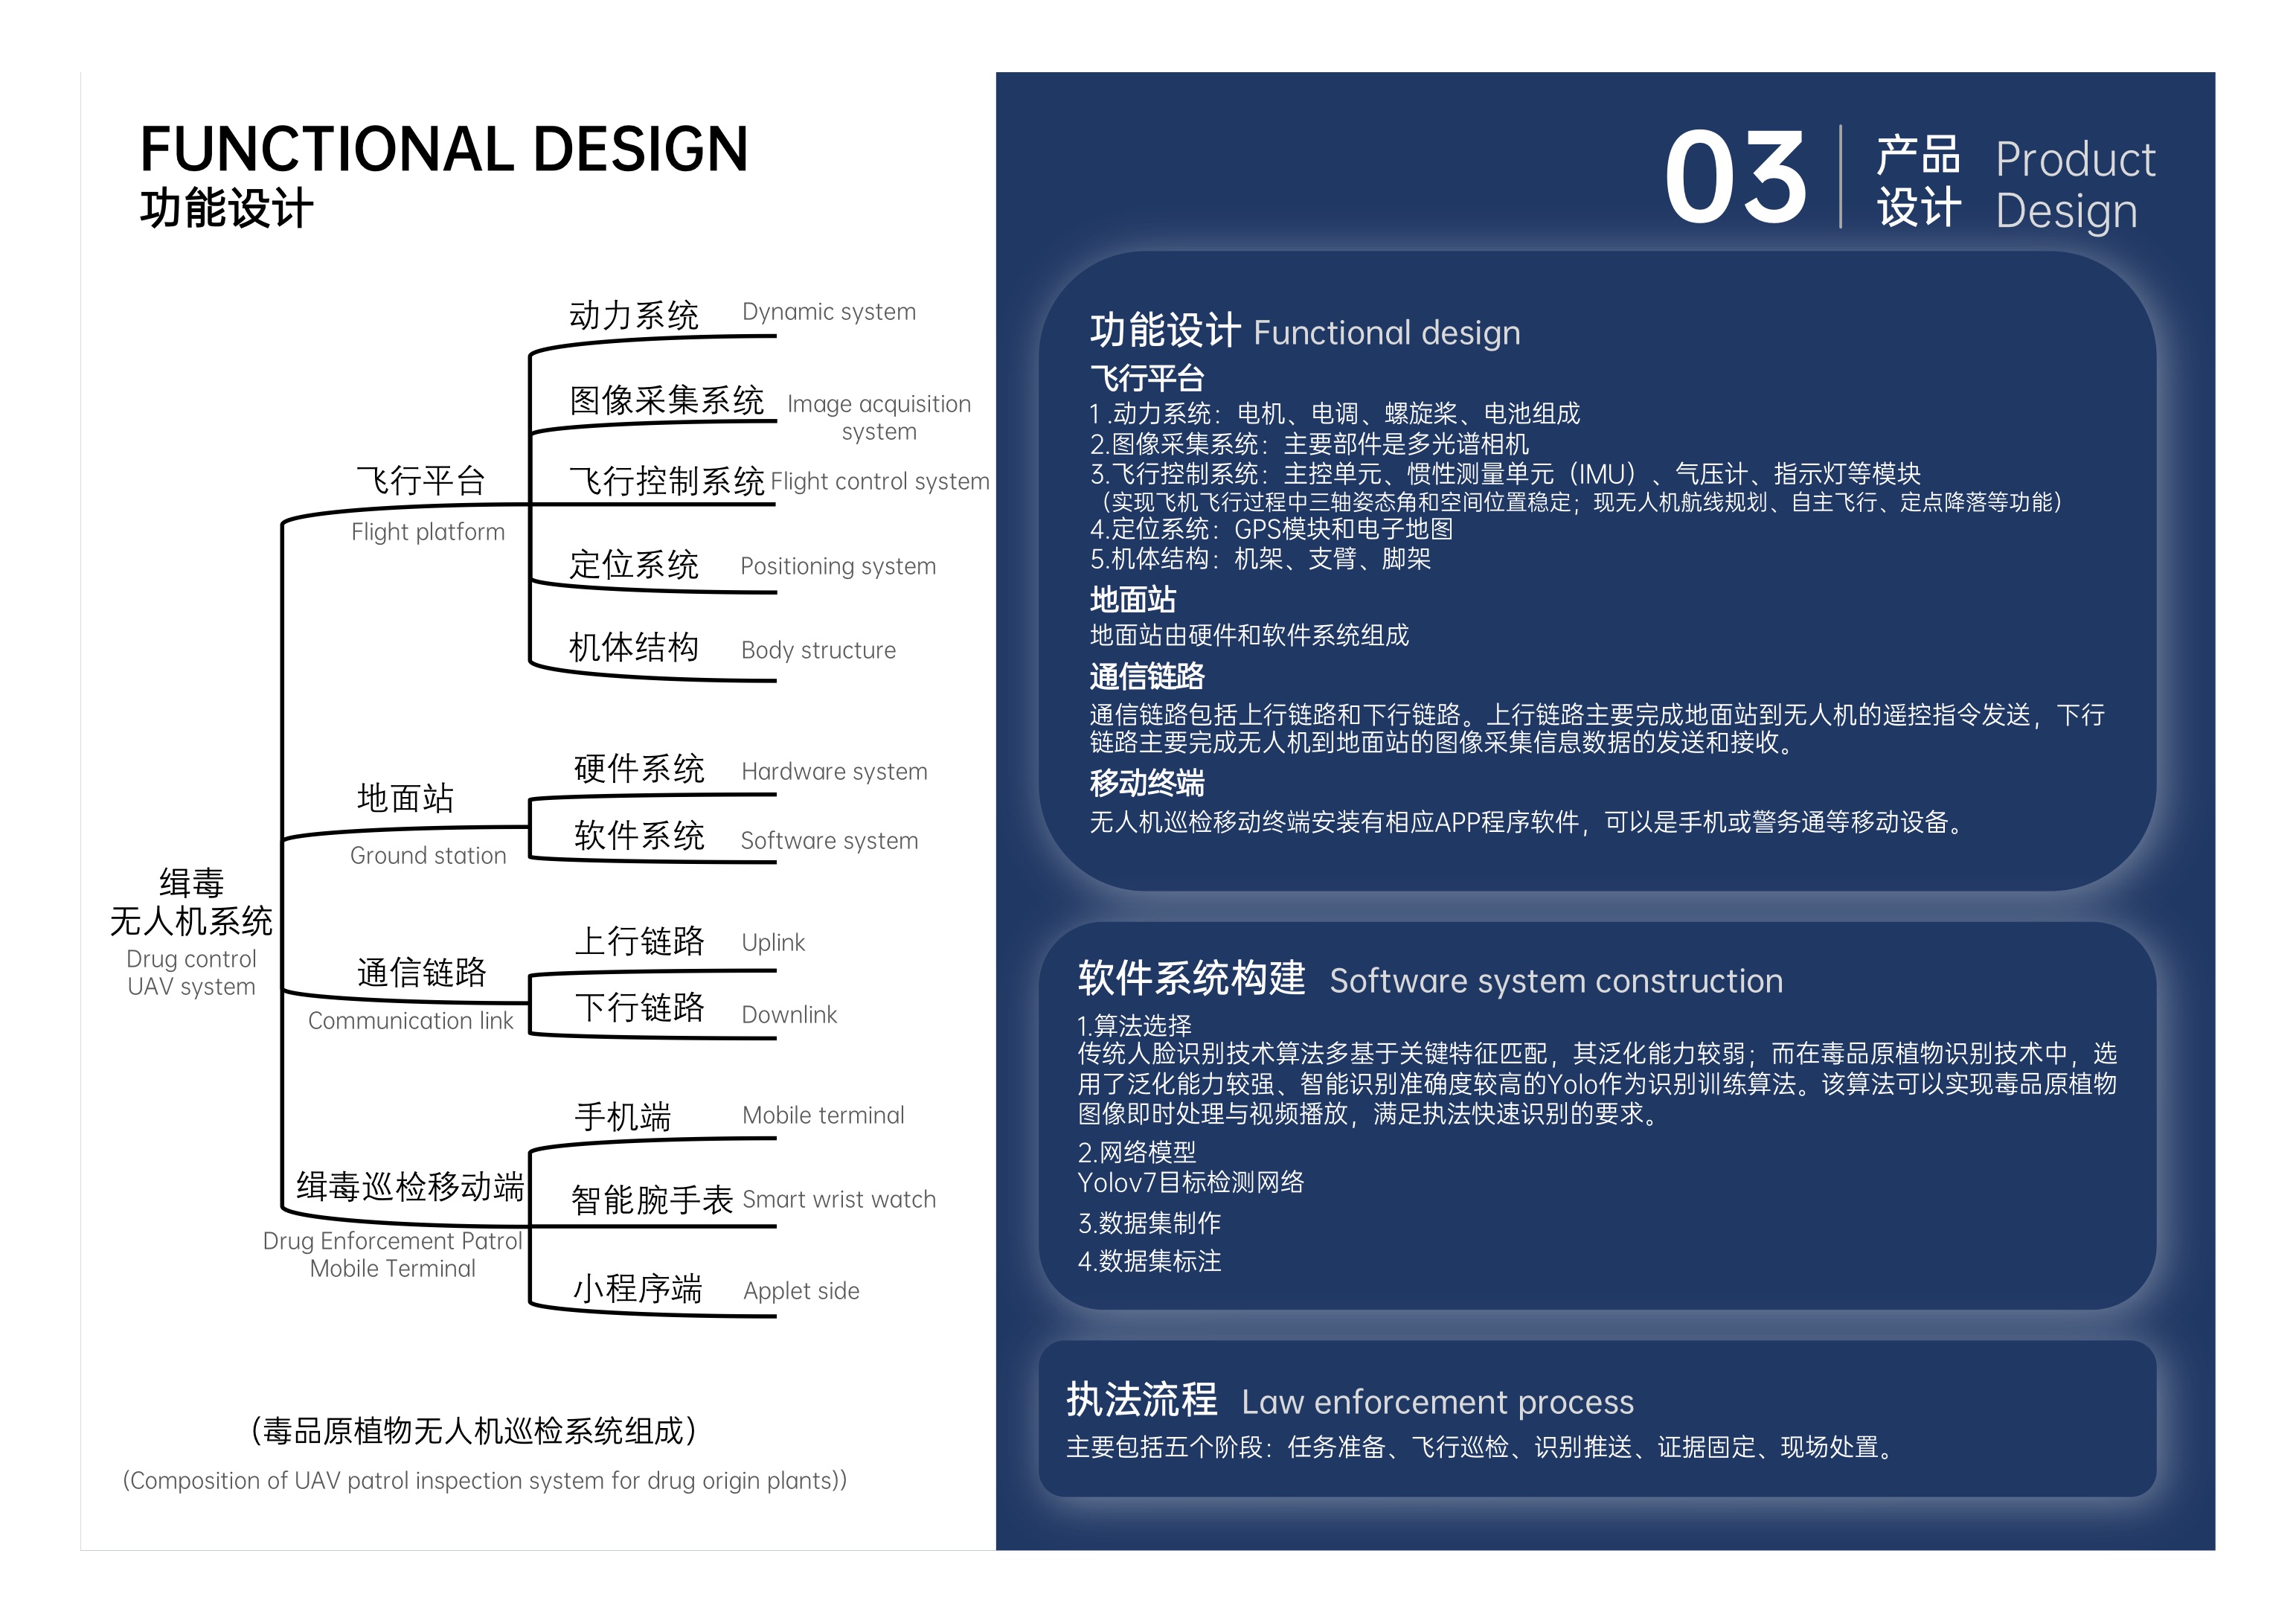 FUNCTIONAL DESIGN
功能设计
动力系统 Dynamic system
图像采集系统 Image acquisition
system
飞行平台
Flight platform
飞行控制系统 Flight control system
定位系统 Positioning system
机体结构 Body structure
地面站
Ground station
硬件系统 Hardware system
软件系统 Software system
缉毒
无人机系统
Drug control
UAV system
通信链路
Communication link
上行链路 Uplink
下行链路 Downlink
缉毒巡检移动端
Drug Enforcement Patrol
Mobile Terminal
手机端 Mobile terminal
智能腕手表 Smart wrist watch
小程序端 Applet side
（毒品原植物无人机巡检系统组成）
(Composition of UAV patrol inspection system for drug origin plants))
03
产品
设计
Product
Design
功能设计 Functional design
飞行平台
1.动力系统：电机、电调、螺旋桨、电池组成
2.图像采集系统：主要部件是多光谱相机
3.飞行控制系统：主控单元、惯性测量单元（IMU）、气压计、指示灯等模块
（实现飞机飞行过程中三轴姿态角和空间位置稳定；现无人机航线规划、自主飞行、定点降落等功能）
4.定位系统：GPS模块和电子地图
5.机体结构：机架、支臂、脚架
地面站
地面站由硬件和软件系统组成
通信链路
通信链路包括上行链路和下行链路。上行链路主要完成地面站到无人机的遥控指令发送，下行
链路主要完成无人机到地面站的图像采集信息数据的发送和接收。
移动终端
无人机巡检移动终端安装有相应APP程序软件，可以是手机或警务通等移动设备。
软件系统构建 Software system construction
1.算法选择
传统人脸识别技术算法多基于关键特征匹配，其泛化能力较弱；而在毒品原植物识别技术中，选
用了泛化能力较强、智能识别准确度较高的Yolo作为识别训练算法。该算法可以实现毒品原植物
图像即时处理与视频播放，满足执法快速识别的要求。
2.网络模型
Yolov7目标检测网络
3.数据集制作
4.数据集标注
执法流程 Law enforcement process
主要包括五个阶段：任务准备、飞行巡检、识别推送、证据固定、现场处置。